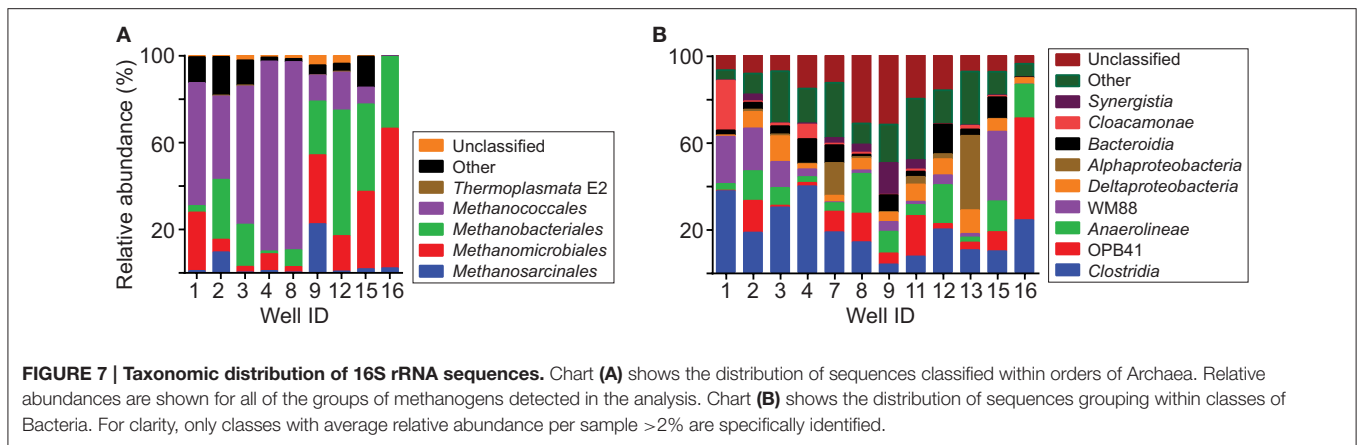 A
Relative abundance (%)
100
60
20
1 2 3 4 8 9 12 15 16
Well ID
Unclassified
Other
Thermoplasmata E2
Methanococcales
Methanobacteriales
Methanomicrobiales
Methanosarcinales
B
100
60
20
1 2 3 4 7 8 9 11 12 13 15 16
Well ID
Unclassified
Other
Synergistia
Cloacamonae
Bacteroidia
Alphaproteobacteria
Deltaproteobacteria
WM88
Anaerolineae
OPB41
Clostridia
FIGURE 7 | Taxonomic distribution of 16S rRNA sequences. Chart (A) shows the distribution of sequences classified within orders of Archaea. Relative
abundances are shown for all of the groups of methanogens detected in the analysis. Chart (B) shows the distribution of sequences grouping within classes of
Bacteria. For clarity, only classes with average relative abundance per sample >2% are specifically identified.